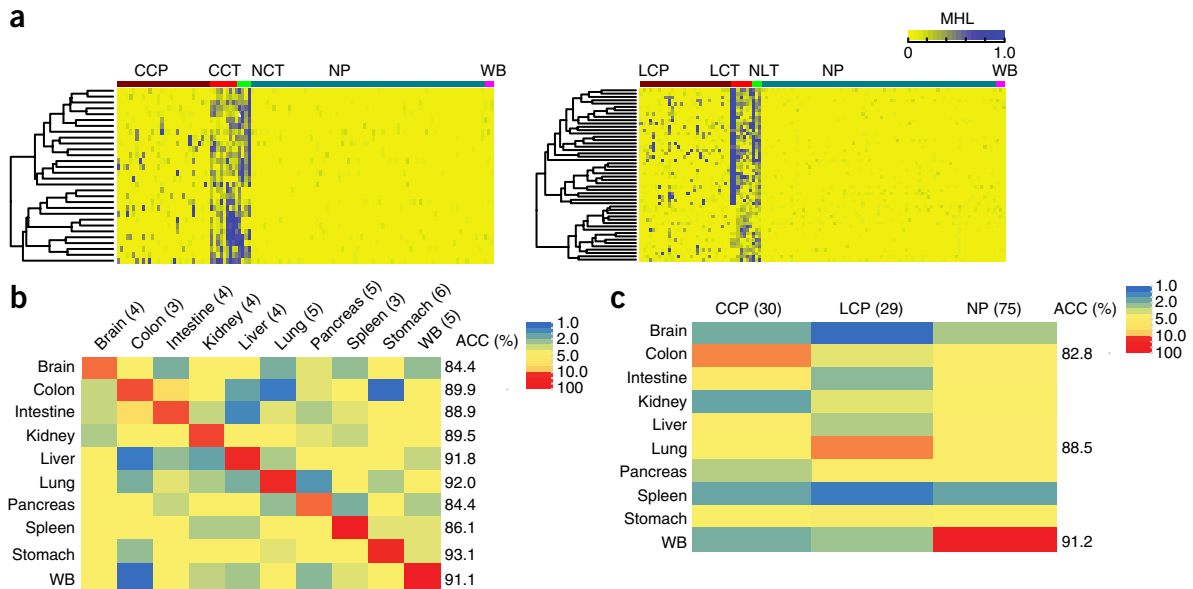 a
MHL
0 1.0
CCP CCT NCT NP WB
LCP LCT NLT NP WB
b
Brain (4) Colon (3) Intestine (4) Kidney (4) Liver (4) Lung (5) Pancreas (5) Spleen (3) Stomach (6) WB (5) ACC (%)
1.0
2.0
5.0
10.0
100
Brain 84.4
Colon 89.9
Intestine 88.9
Kidney 89.5
Liver 91.8
Lung 92.0
Pancreas 84.4
Spleen 86.1
Stomach 93.1
WB 91.1
c
CCP (30) LCP (29) NP (75) ACC (%)
1.0
2.0
5.0
10.0
100
Brain
Colon 82.8
Intestine
Kidney
Liver
Lung 88.5
Pancreas
Spleen
Stomach
WB 91.2